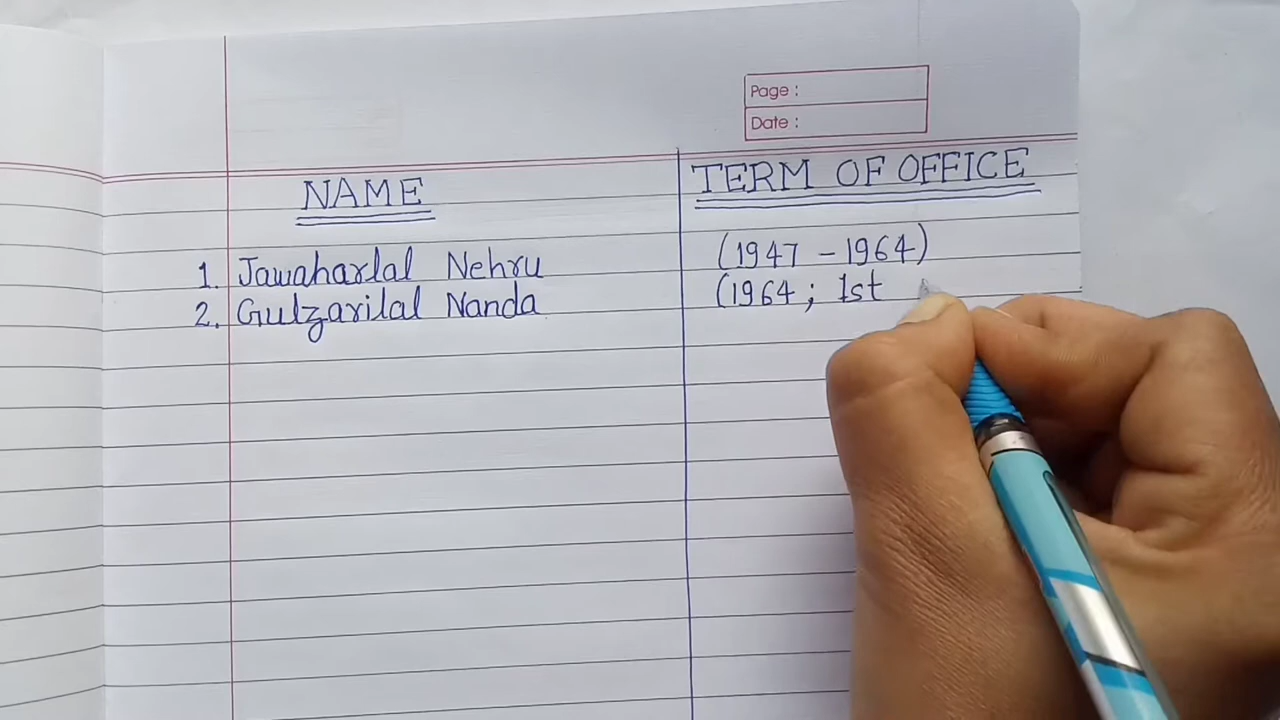 Page :
Date :
NAME TERM OF OFFICE
1. Jawaharlal Nehru (1947 - 1964)
2. Gulzarilal Nanda (1964 ; 1st